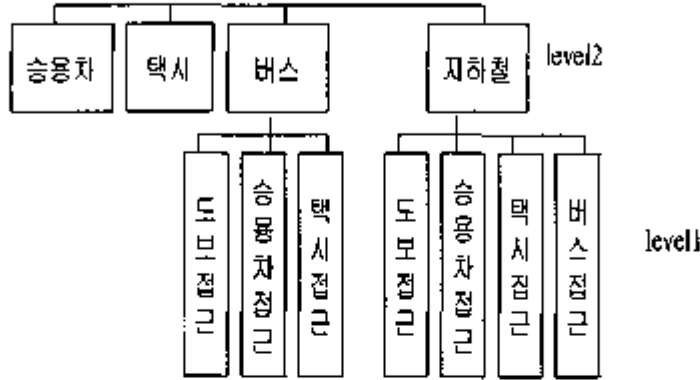 승용차
택시
버스
지하철
level2
도보접근
승용차접근
택시접근
도보접근
승용차접근
택시접근
버스접근
level1